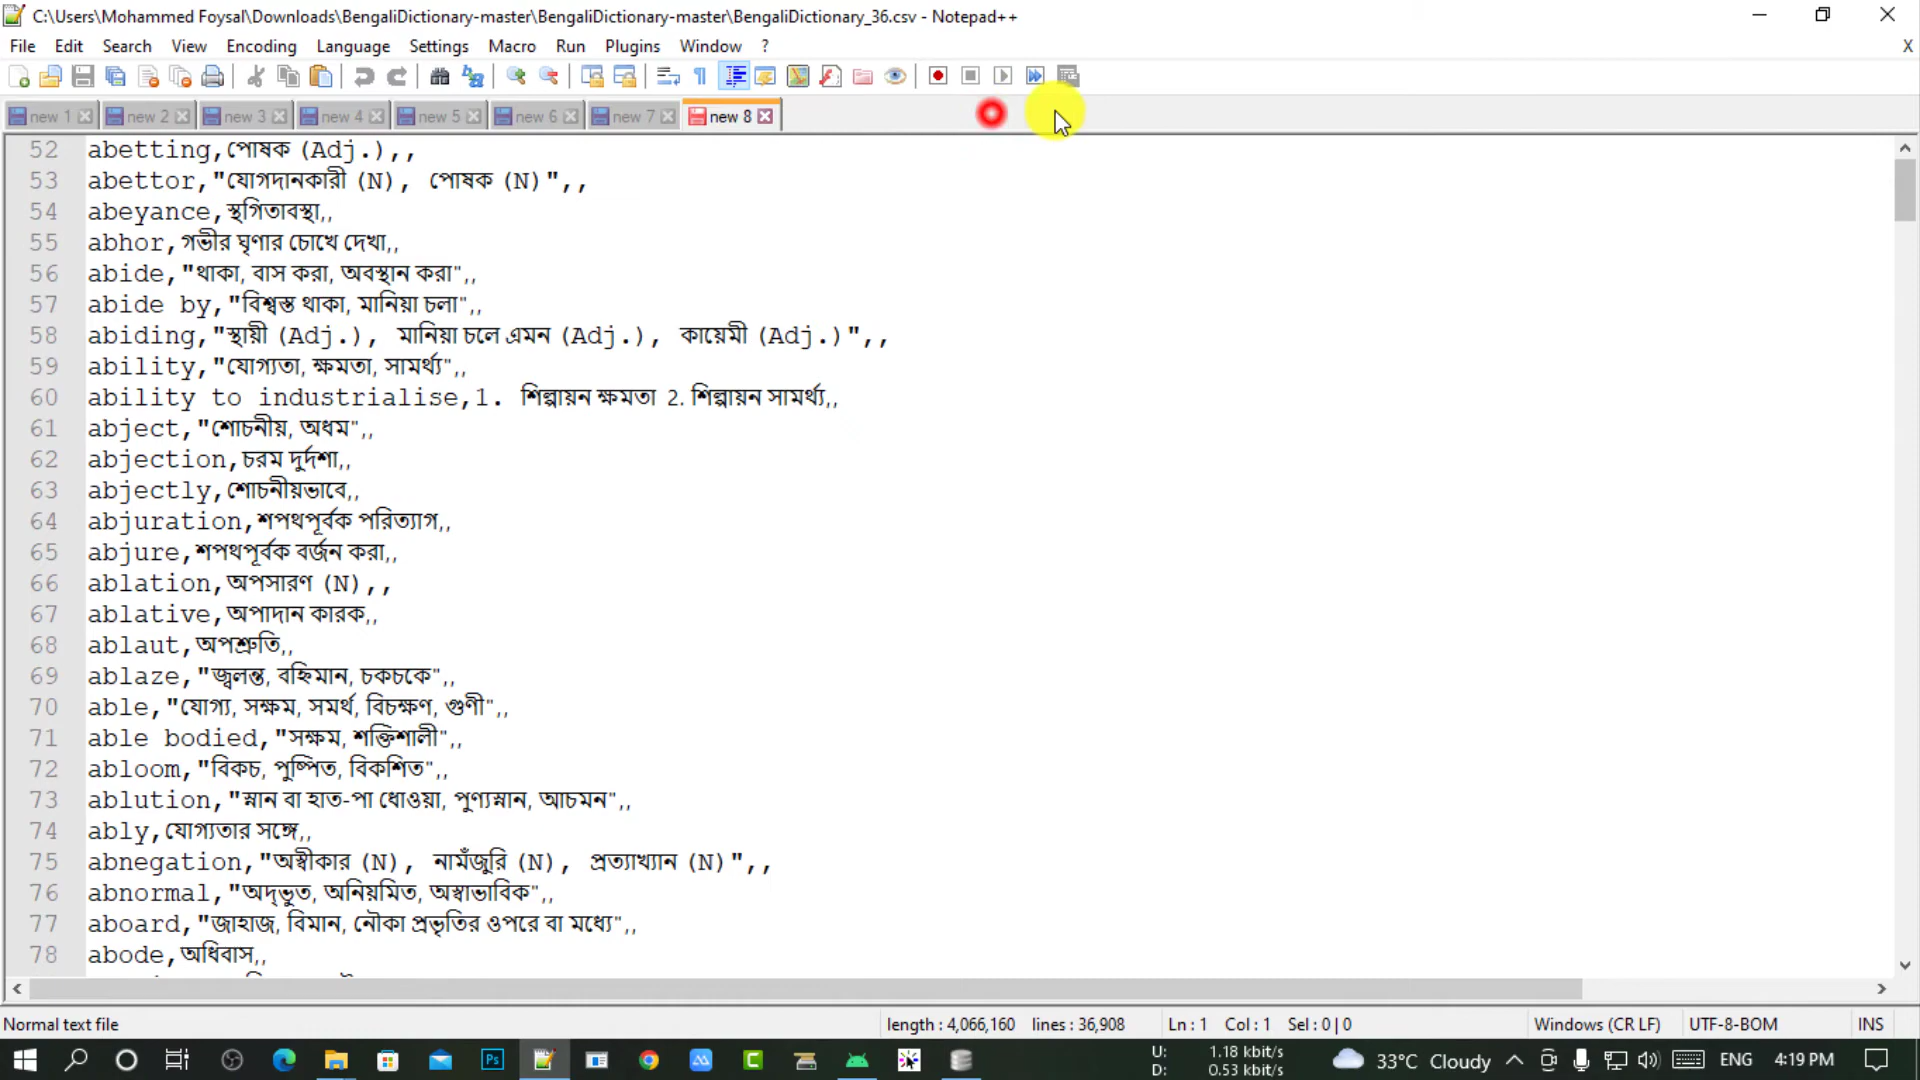 C:\Users\Mohammed Foysal\Downloads\BengaliDictionary-master\BengaliDictionary-master\BengaliDictionary_36.csv - Notepad++
File Edit Search View Encoding Language Settings Macro Run Plugins Window ? X
new 1 new 2 new 3 new 4 new 5 new 6 new 7 new 8
52 abetting,পোষক (Adj.),,
53 abettor,"যোগদানকারী (N), পোষক (N)",,
54 abeyance,স্থগিতাবস্থা,,
55 abhor,গভীর ঘৃণার চোখে দেখা,,
56 abide,"থাকা, বাস করা, অবস্থান করা",,
57 abide by,"বিশ্বস্ত থাকা, মানিয়া চলা",,
58 abiding,"স্থায়ী (Adj.), মানিয়া চলে এমন (Adj.), কায়েমী (Adj.)",,
59 ability,"যোগ্যতা, ক্ষমতা, সামর্থ্য",,
60 ability to industrialise,1. শিল্পায়ন ক্ষমতা 2. শিল্পায়ন সামর্থ্য,,
61 abject,"শোচনীয়, অধম",,
62 abjection,চরম দুর্দশা,,
63 abjectly,শোচনীয়ভাবে,,
64 abjuration,শপথপূর্বক পরিত্যাগ,,
65 abjure,শপথপূর্বক বর্জন করা,,
66 ablation,অপসারণ (N),,
67 ablative,অপাদান কারক,,
68 ablaut,অপশ্রুতি,,
69 ablaze,"জ্বলন্ত, বহ্নিমান, চকচকে",,
70 able,"যোগ্য, সক্ষম, সমর্থ, বিচক্ষণ, গুণী",,
71 able bodied,"সক্ষম, শক্তিশালী",,
72 abloom,"বিকচ, পুষ্পিত, বিকশিত",,
73 ablution,"স্নান বা হাত-পা ধোওয়া, পুণ্যস্নান, আচমন",,
74 ably,যোগ্যতার সঙ্গে,,
75 abnegation,"অস্বীকার (N), নামঁজুরি (N), প্রত্যাখ্যান (N)",,
76 abnormal,"অদ্ভুত, অনিয়মিত, অস্বাভাবিক",,
77 aboard,"জাহাজ, বিমান, নৌকা প্রভৃতির ওপরে বা মধ্যে",,
78 abode,অধিবাস,,
Normal text file length : 4,066,160 lines : 36,908 Ln : 1 Col : 1 Sel : 0 | 0 Windows (CR LF) UTF-8-BOM INS
U: 1.18 kbit/s
D: 0.53 kbit/s
33°C Cloudy ENG 4:19 PM